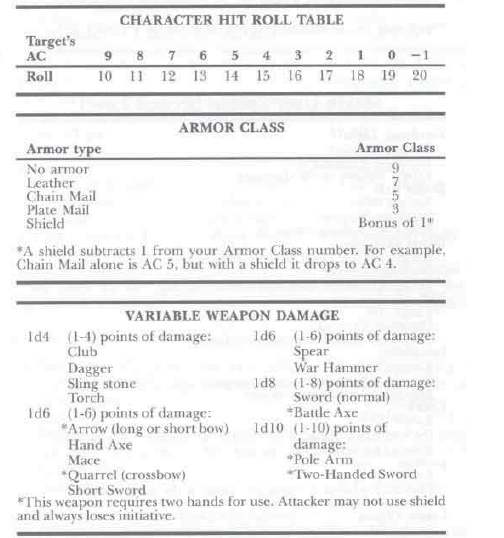 CHARACTER HIT ROLL TABLE
Target's
AC 9 8 7 6 5 4 3 2 1 0 -1
Roll 10 11 12 13 14 15 16 17 18 19 20
ARMOR CLASS
Armor type Armor Class
No armor 9
Leather 7
Chain Mail 5
Plate Mail 3
Shield Bonus of 1*
*A shield subtracts 1 from your Armor Class number. For example,
Chain Mail alone is AC 5, but with a shield it drops to AC 4.
VARIABLE WEAPON DAMAGE
1d4 (1-4) points of damage:
Club
Dagger
Sling stone
Torch
1d6 (1-6) points of damage:
*Arrow (long or short bow)
Hand Axe
Mace
*Quarrel (crossbow)
Short Sword
1d6 (1-6) points of damage:
Spear
War Hammer
1d8 (1-8) points of damage:
Sword (normal)
*Battle Axe
1d10 (1-10) points of
damage:
*Pole Arm
*Two-Handed Sword
*This weapon requires two hands for use. Attacker may not use shield
and always loses initiative.